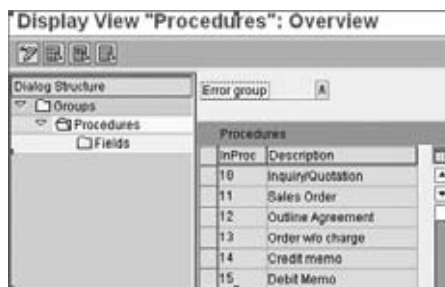 Display View "Procedures": Overview
Dialog Structure
Groups
Procedures
Fields
Error group A
Procedures
InProc Description
10 Inquiry/Quotation
11 Sales Order
12 Outline Agreement
13 Order w/o charge
14 Credit memo
15 Debit Memo